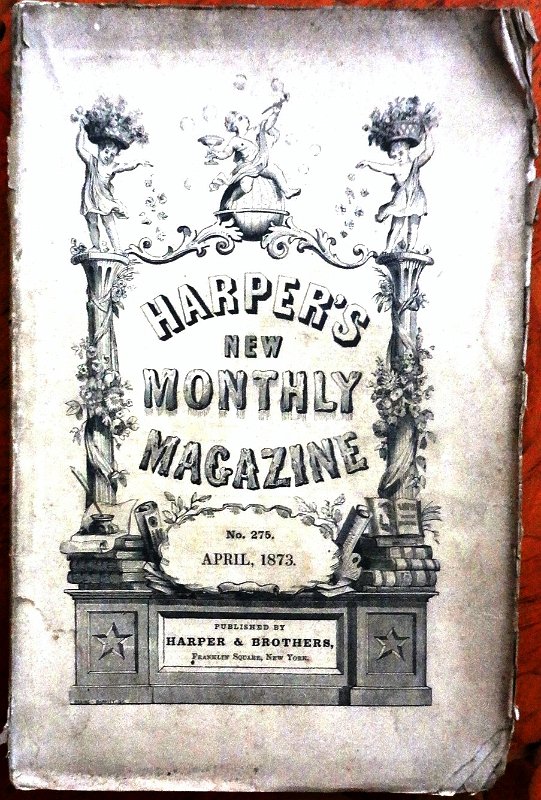 HARPER'S
NEW
MONTHLY
MAGAZINE
No. 275.
APRIL, 1873.
PUBLISHED BY
HARPER & BROTHERS,
FRANKLIN SQUARE, NEW YORK.